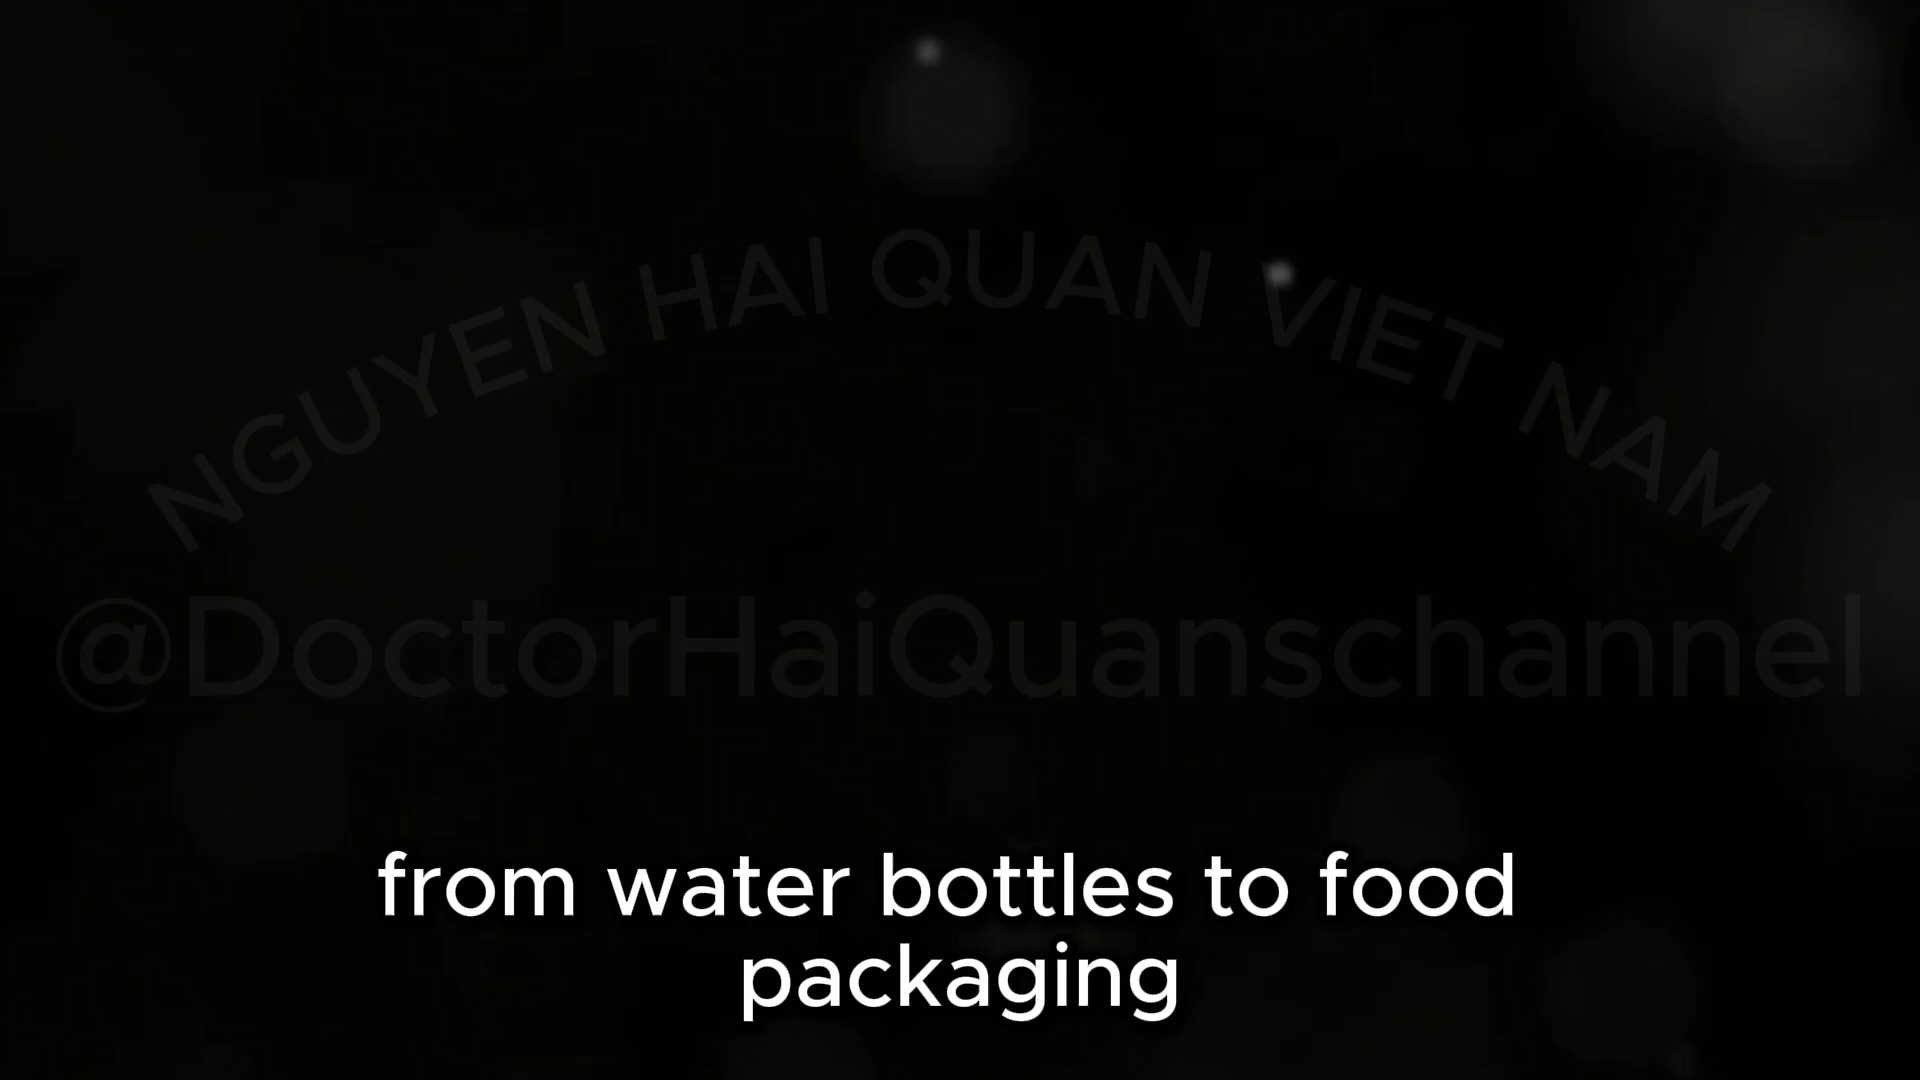 NGUYEN HAI QUAN VIET NAM
@DoctorHaiQuanschannel
from water bottles to food
packaging